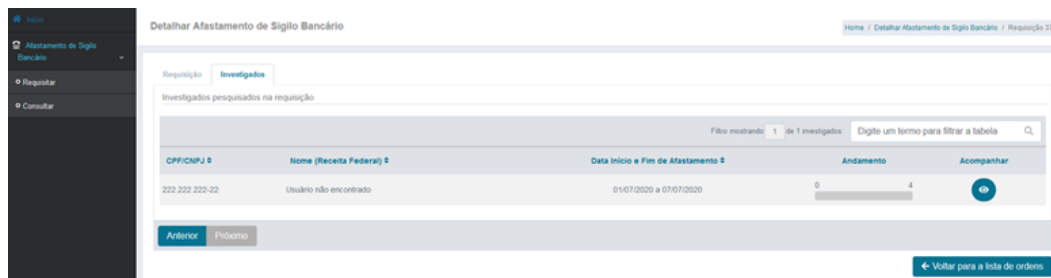 Início
Afastamento de Sigilo
Bancário
Requisitar
Consultar
Detalhar Afastamento de Sigilo Bancário
Home / Detalhar Afastamento de Sigilo Bancário / Requisição 37
Requisição Investigados
Investigados pesquisados na requisição
Filtro mostrando 1 de 1 investigados: Digite um termo para filtrar a tabela
CPF/CNPJ Nome (Receita Federal) Data Início e Fim de Afastamento Andamento Acompanhar
222.222.222-22 Usuário não encontrado 01/07/2020 a 07/07/2020 0 4
Anterior Próximo
Voltar para a lista de ordens